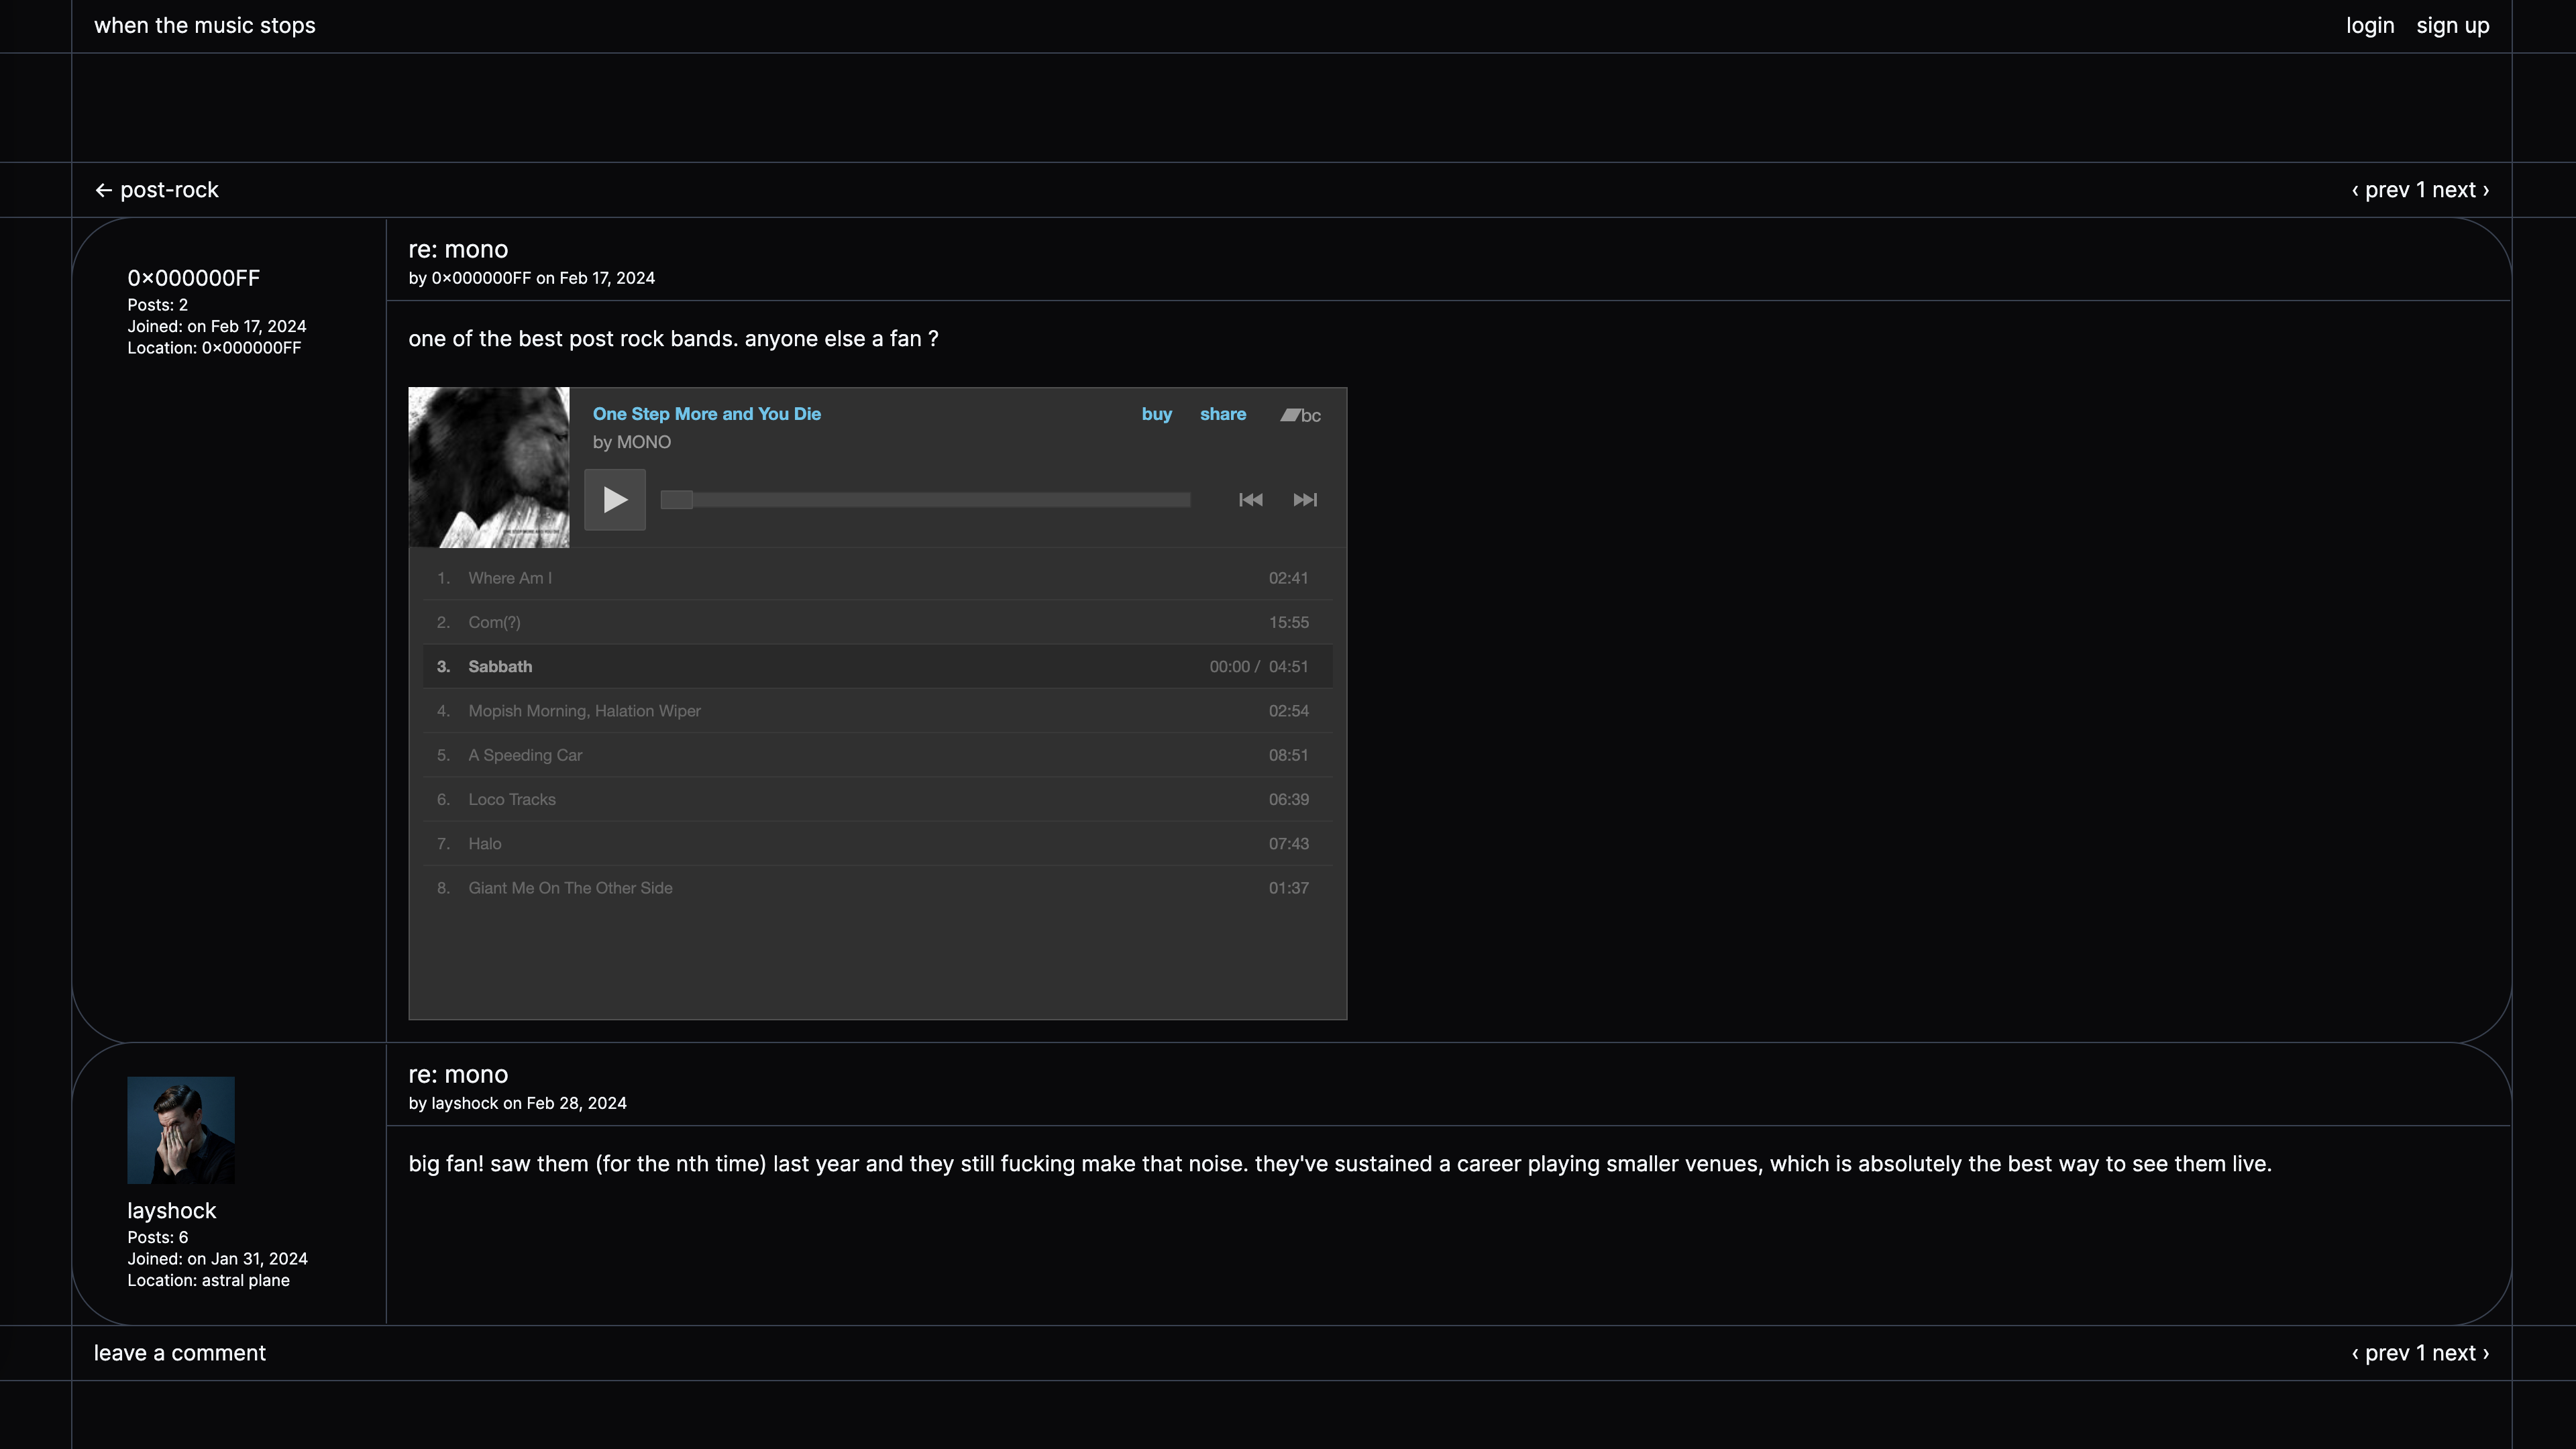 when the music stops
login sign up
← post-rock
‹ prev 1 next ›
0x000000FF
Posts: 2
Joined: on Feb 17, 2024
Location: 0x000000FF
re: mono
by 0x000000FF on Feb 17, 2024
one of the best post rock bands. anyone else a fan ?
One Step More and You Die
by MONO
buy share bc
1. Where Am I 02:41
2. Com(?) 15:55
3. Sabbath 00:00 / 04:51
4. Mopish Morning, Halation Wiper 02:54
5. A Speeding Car 08:51
6. Loco Tracks 06:39
7. Halo 07:43
8. Giant Me On The Other Side 01:37
layshock
Posts: 6
Joined: on Jan 31, 2024
Location: astral plane
re: mono
by layshock on Feb 28, 2024
big fan! saw them (for the nth time) last year and they still fucking make that noise. they've sustained a career playing smaller venues, which is absolutely the best way to see them live.
leave a comment
‹ prev 1 next ›